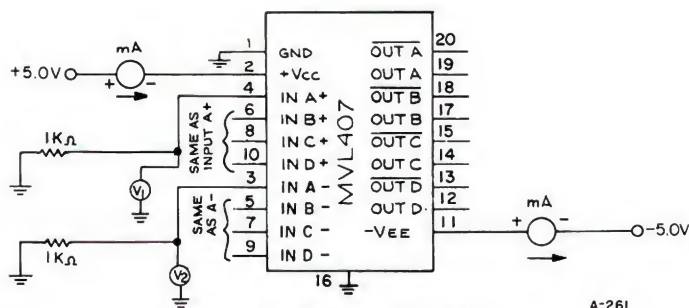 mA
+5.0V
+ -
1 GND
2 +Vcc
4 IN A+
6 IN B+
8 IN C+
10 IN D+
3 IN A-
5 IN B-
7 IN C-
9 IN D-
16
MVL407
OUT A 20
OUT A 19
OUT B 18
OUT B 17
OUT C 15
OUT C 14
OUT D 13
OUT D 12
-VEE 11
SAME AS INPUT A+
SAME AS A-
1KΩ
V1
1KΩ
V2
mA
+ -
-5.0V
A-261